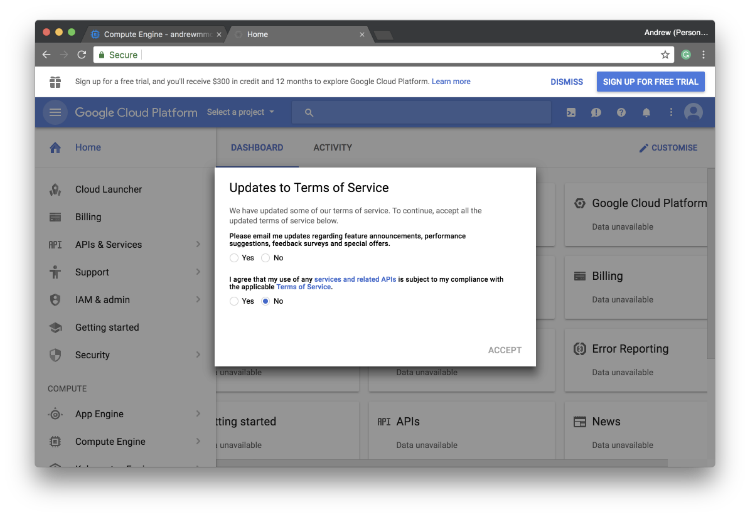 Compute Engine - andrewmm
Home
Andrew (Person...
Secure
Sign up for a free trial, and you'll receive $300 in credit and 12 months to explore Google Cloud Platform. Learn more
DISMISS
SIGN UP FOR FREE TRIAL
Google Cloud Platform
Select a project
Home
DASHBOARD
ACTIVITY
CUSTOMISE
Cloud Launcher
Billing
API APIs & Services
Support
IAM & admin
Getting started
Security
COMPUTE
App Engine
Compute Engine
Updates to Terms of Service
We have updated some of our terms of service. To continue, accept all the
updated terms of service below.
Please email me updates regarding feature announcements, performance
suggestions, feedback surveys and special offers.
Yes No
I agree that my use of any services and related APIs is subject to my compliance with
the applicable Terms of Service.
Yes No
ACCEPT
Google Cloud Platform
Data unavailable
Billing
Data unavailable
Error Reporting
unavailable
Data unavailable
Data unavailable
tting started
API APIs
News
unavailable
Data unavailable
Data unavailable